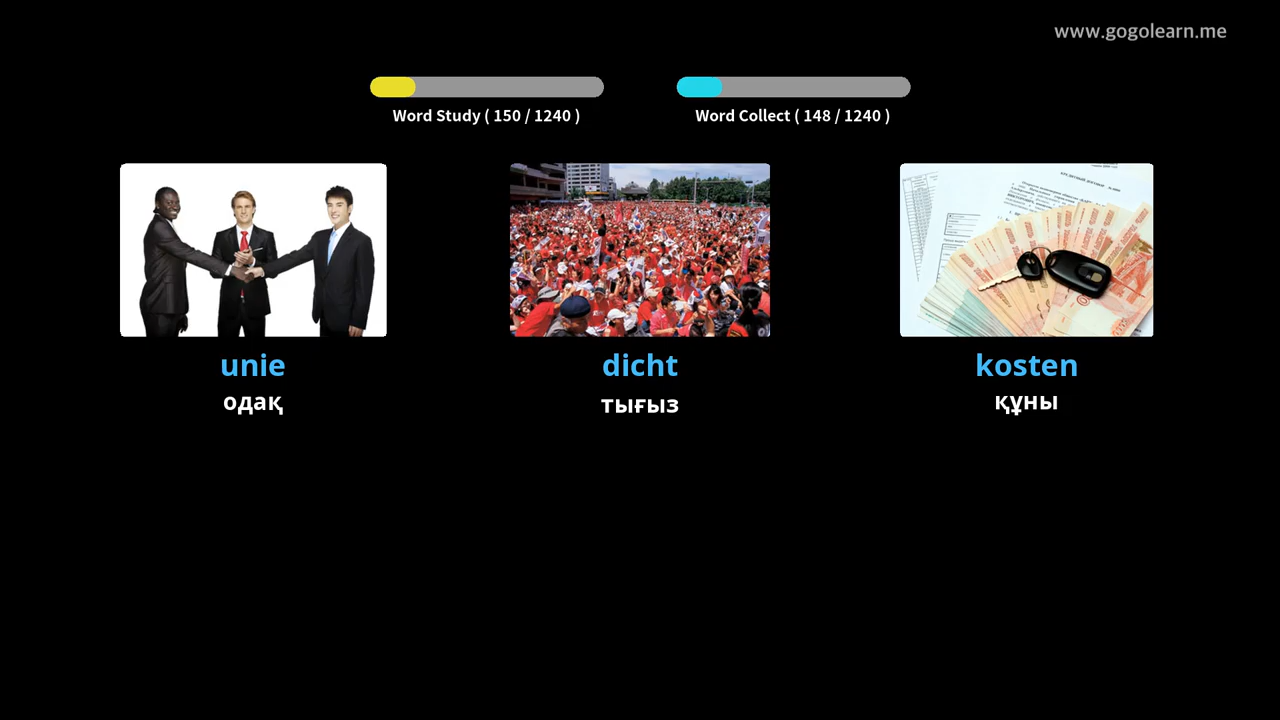 www.gogolearn.me
Word Study ( 150 / 1240 )
Word Collect ( 148 / 1240 )
unie
одақ
dicht
тығыз
kosten
құны